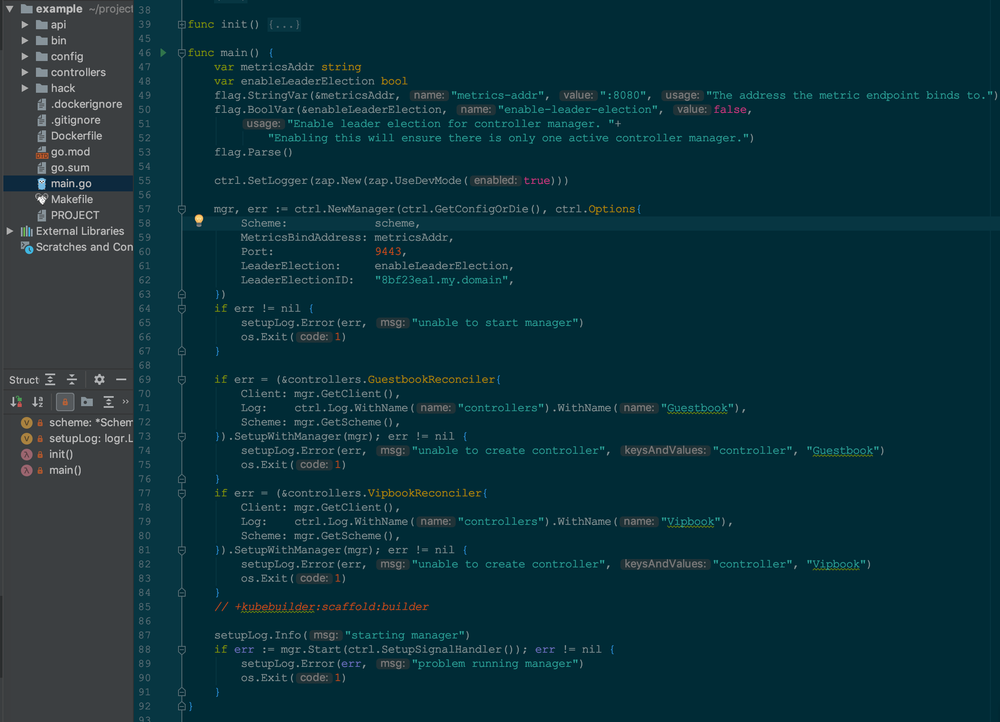 example ~/project
api
bin
config
controllers
hack
.dockerignore
.gitignore
Dockerfile
go.mod
go.sum
main.go
Makefile
PROJECT
External Libraries
Scratches and Con
Struct
scheme: *Schem
setupLog: logr.L
init()
main()
38
39 func init() {...}
45
46 func main() {
47 var metricsAddr string
48 var enableLeaderElection bool
49 flag.StringVar(&metricsAddr, name: "metrics-addr", value: ":8080", usage: "The address the metric endpoint binds to.")
50 flag.BoolVar(&enableLeaderElection, name: "enable-leader-election", value: false,
51 usage: "Enable leader election for controller manager. "+
52 "Enabling this will ensure there is only one active controller manager.")
53 flag.Parse()
54
55 ctrl.SetLogger(zap.New(zap.UseDevMode( enabled: true)))
56
57 mgr, err := ctrl.NewManager(ctrl.GetConfigOrDie(), ctrl.Options{
58 Scheme: scheme,
59 MetricsBindAddress: metricsAddr,
60 Port: 9443,
61 LeaderElection: enableLeaderElection,
62 LeaderElectionID: "8bf23ea1.my.domain",
63 })
64 if err != nil {
65 setupLog.Error(err, msg: "unable to start manager")
66 os.Exit( code: 1)
67 }
68
69 if err = (&controllers.GuestbookReconciler{
70 Client: mgr.GetClient(),
71 Log: ctrl.Log.WithName( name: "controllers").WithName( name: "Guestbook"),
72 Scheme: mgr.GetScheme(),
73 }).SetupWithManager(mgr); err != nil {
74 setupLog.Error(err, msg: "unable to create controller", keysAndValues: "controller", "Guestbook")
75 os.Exit( code: 1)
76 }
77 if err = (&controllers.VipbookReconciler{
78 Client: mgr.GetClient(),
79 Log: ctrl.Log.WithName( name: "controllers").WithName( name: "Vipbook"),
80 Scheme: mgr.GetScheme(),
81 }).SetupWithManager(mgr); err != nil {
82 setupLog.Error(err, msg: "unable to create controller", keysAndValues: "controller", "Vipbook")
83 os.Exit( code: 1)
84 }
85 // +kubebuilder:scaffold:builder
86
87 setupLog.Info( msg: "starting manager")
88 if err := mgr.Start(ctrl.SetupSignalHandler()); err != nil {
89 setupLog.Error(err, msg: "problem running manager")
90 os.Exit( code: 1)
91 }
92 }
93